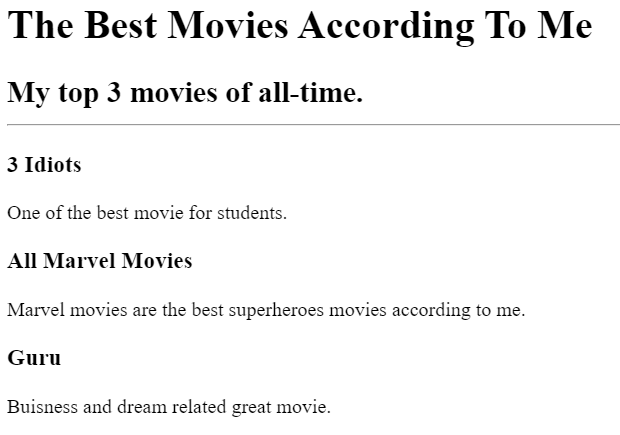 The Best Movies According To Me
My top 3 movies of all-time.
3 Idiots
One of the best movie for students.
All Marvel Movies
Marvel movies are the best superheroes movies according to me.
Guru
Buisness and dream related great movie.